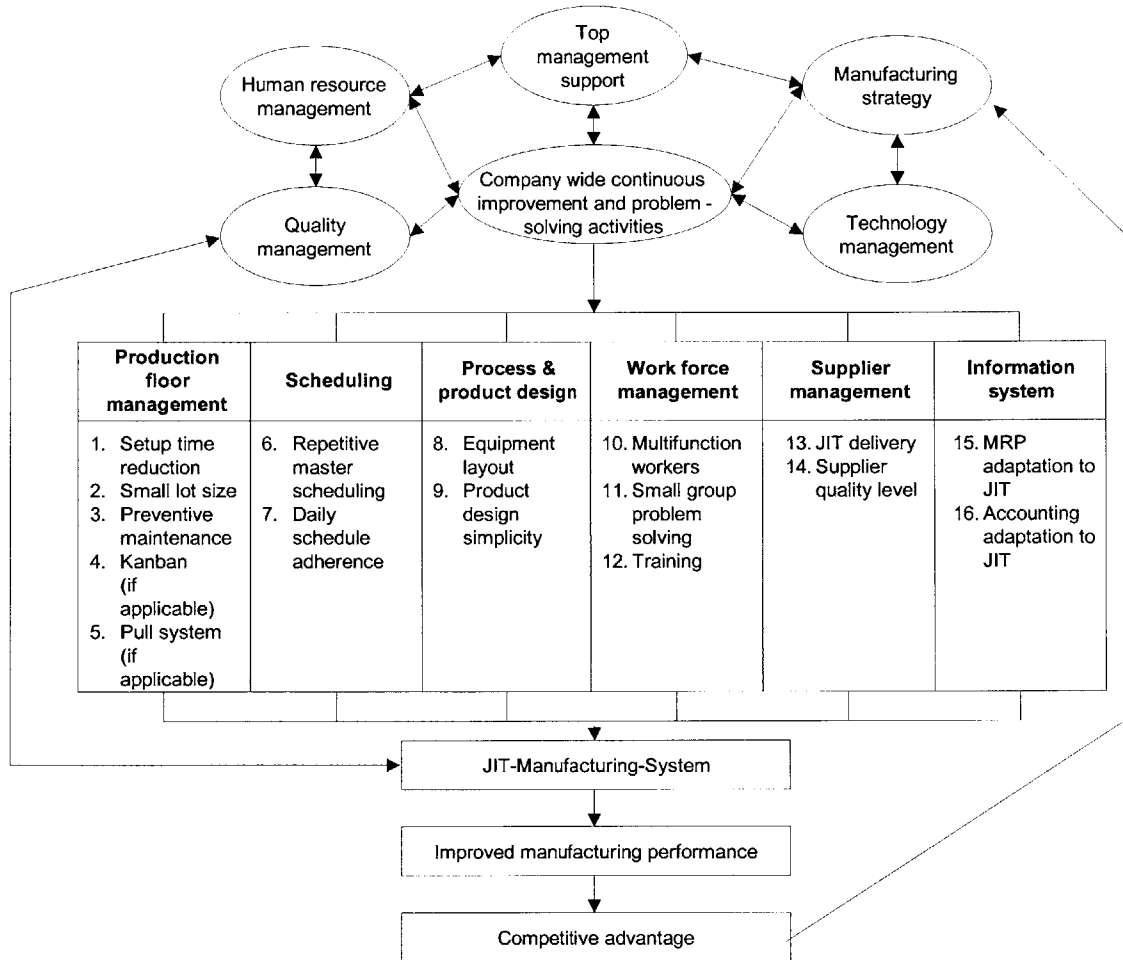 Top
management
support
Human resource
management
Manufacturing
strategy
Company wide continuous
improvement and problem -
solving activities
Quality
management
Technology
management
Production
floor
management
1. Setup time
reduction
2. Small lot size
3. Preventive
maintenance
4. Kanban
(if
applicable)
5. Pull system
(if
applicable)
Scheduling
6. Repetitive
master
scheduling
7. Daily
schedule
adherence
Process &
product design
8. Equipment
layout
9. Product
design
simplicity
Work force
management
10. Multifunction
workers
11. Small group
problem
solving
12. Training
Supplier
management
13. JIT delivery
14. Supplier
quality level
Information
system
15. MRP
adaptation to
JIT
16. Accounting
adaptation to
JIT
JIT-Manufacturing-System
Improved manufacturing performance
Competitive advantage